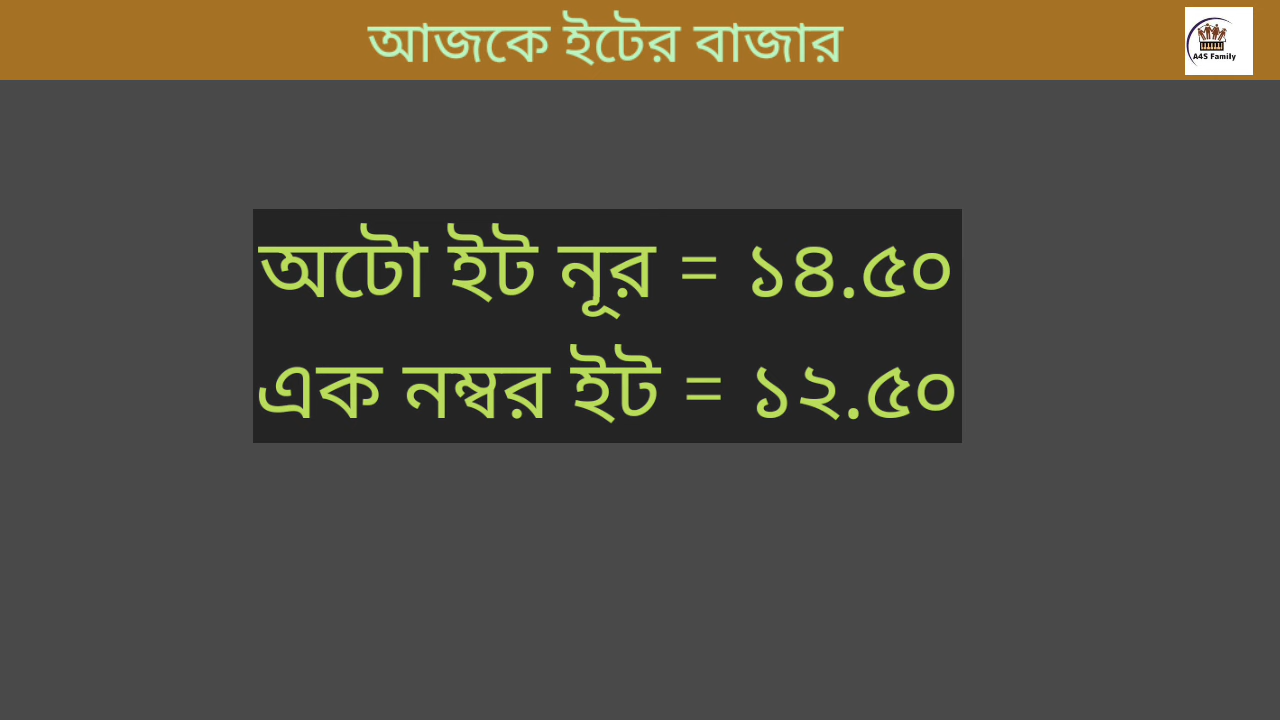 আজকে ইটের বাজার
A4S Family
অটো ইট নূর = ১৪.৫০
এক নম্বর ইট = ১২.৫০